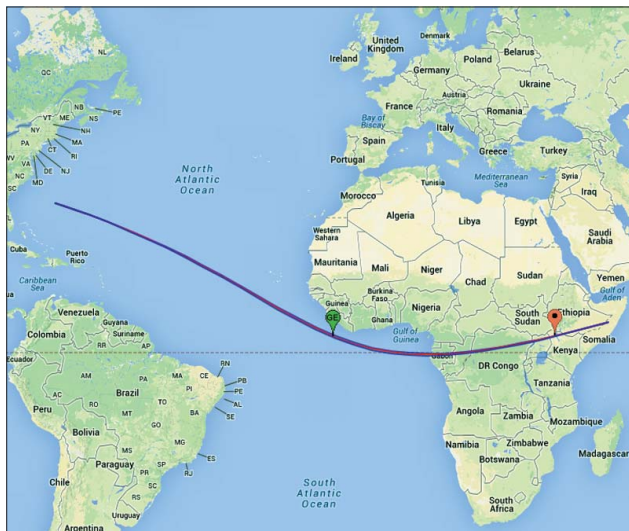 NL
QC
NB
PE
VT ME
NS
NY
NH
MA
PA
CT
RI
WV
VA
DE
NJ
NC
MD
SC
North
Atlantic
Ocean
Cuba
Puerto
Rico
Caribbean
Sea
Denmark
United
Kingdom
Ireland
Poland
Belarus
Germany
Ukraine
Austria
France
Romania
Bay of
Biscay
Italy
Spain
Portugal
Greece
Turkey
Mediterranean
Sea
Syria
Iraq
Tunisia
Morocco
Algeria
Libya
Egypt
Western
Sahara
Saudi
Arabia
Mauritania
Mali
Niger
Chad
Sudan
Yemen
Gulf of
Aden
Burkina
Faso
Guinea
Nigeria
GE
Ghana
South
Sudan
Ethiopia
Gulf of
Guinea
Somalia
Gabon
Kenya
DR Congo
Tanzania
Angola
Zambia
Mozambique
Zimbabwe
Namibia
Botswana
Madagascar
South
Africa
Venezuela
Guyana
Suriname
Colombia
RR
AP
Ecuador
AM
PA
MA
CE
RN
PB
PE
AL
SE
PI
AC
RO
TO
Brazil
BA
Peru
MT
GO
Bolivia
MG
MS
ES
SP
RJ
Paraguay
PR
SC
Chile
RS
Uruguay
Argentina
South
Atlantic
Ocean